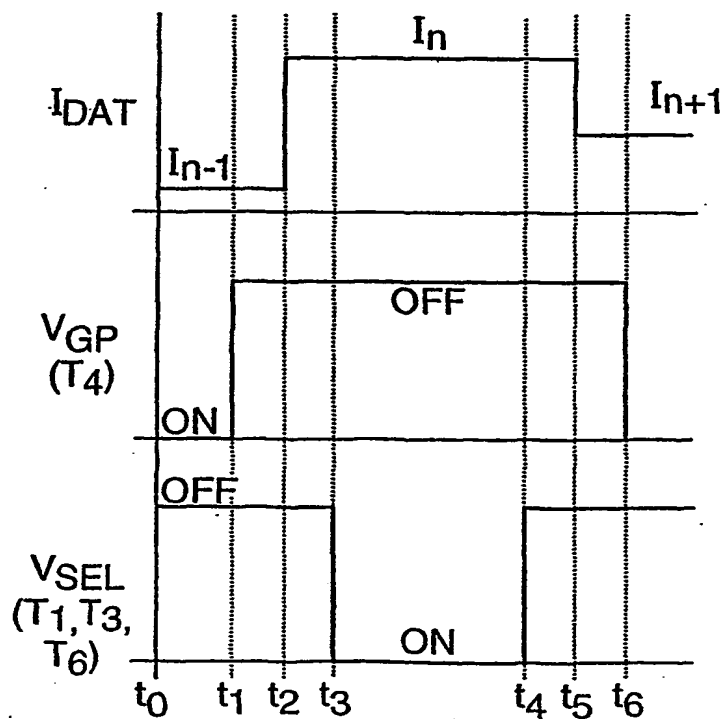 In
IDAT
In+1
In-1
VGP
(T4)
OFF
ON
OFF
VSEL
(T1,T3,
T6)
ON
t0 t1 t2 t3 t4 t5 t6